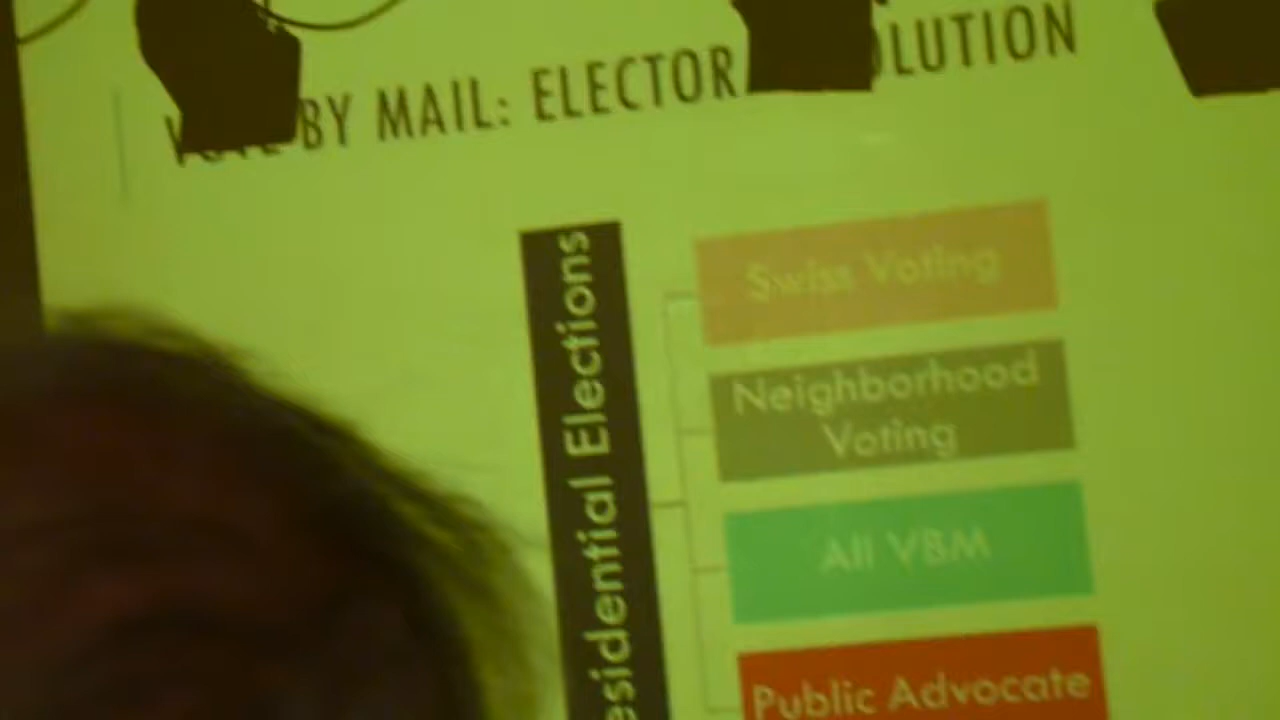 BY MAIL: ELECTOR OLUTION
esidential Elections
Swiss Voting
Neighborhood
Voting
All VBM
Public Advocate